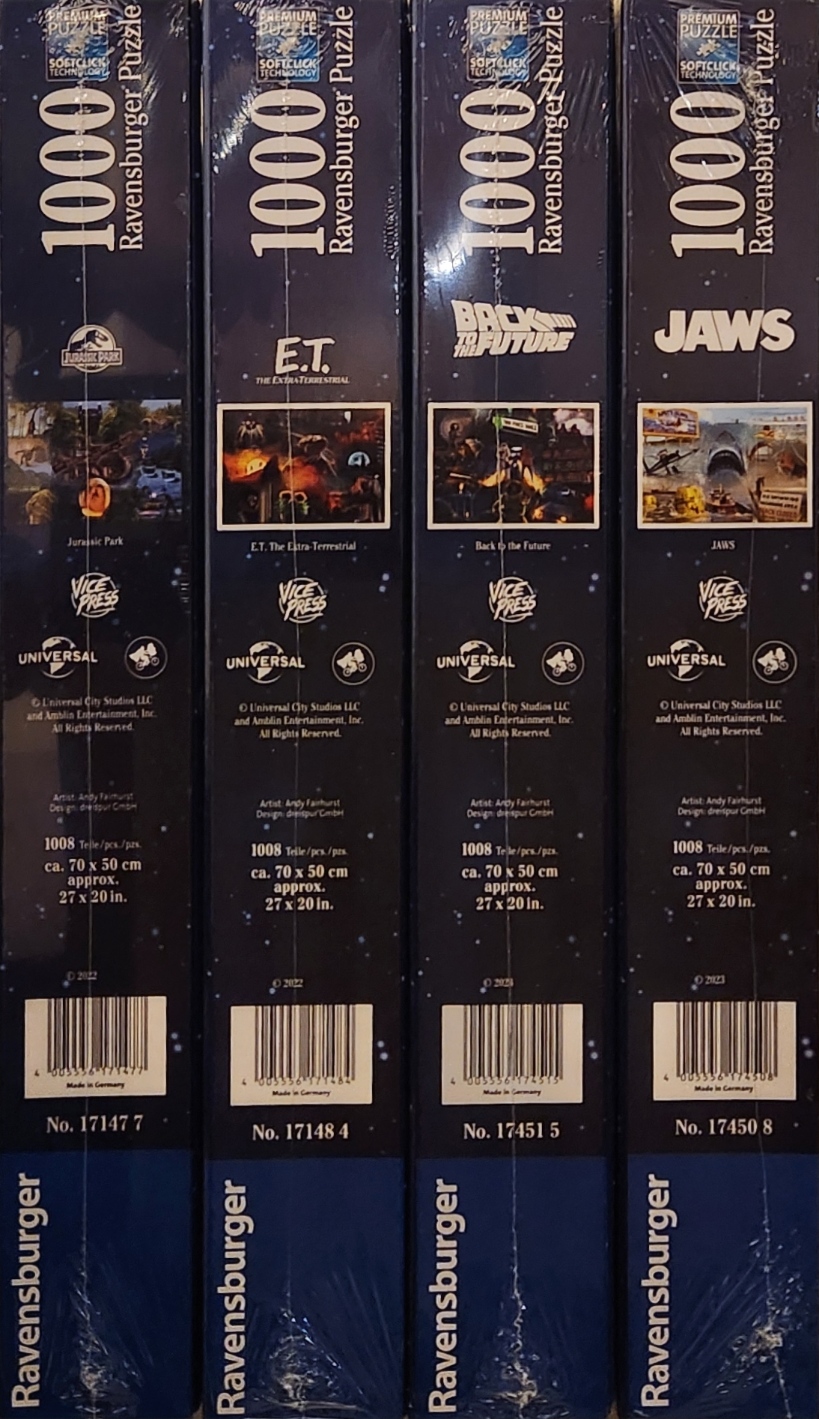 PREMIUM
PUZZLE
SOFTCLICK
TECHNOLOGY
1000
Ravensburger Puzzle
JURASSIC PARK
Jurassic Park
VICE
PRESS
UNIVERSAL
© Universal City Studios LLC
and Amblin Entertainment, Inc.
All Rights Reserved.
Artist: Andy Fairhurst
Design: dreispur GmbH
1008 Teile/pcs./pzs.
ca. 70 x 50 cm
approx.
27 x 20 in.
© 2022
4 005556 171477
Made in Germany
No. 17147 7
Ravensburger
PREMIUM
PUZZLE
SOFTCLICK
TECHNOLOGY
1000
Ravensburger Puzzle
E.T.
THE EXTRA-TERRESTRIAL
E.T. The Extra-Terrestrial
VICE
PRESS
UNIVERSAL
© Universal City Studios LLC
and Amblin Entertainment, Inc.
All Rights Reserved.
Artist: Andy Fairhurst
Design: dreispur GmbH
1008 Teile/pcs./pzs.
ca. 70 x 50 cm
approx.
27 x 20 in.
© 2022
4 005556 171484
Made in Germany
No. 17148 4
Ravensburger
PREMIUM
PUZZLE
SOFTCLICK
TECHNOLOGY
1000
Ravensburger Puzzle
BACK
TO THE FUTURE
Back to the Future
VICE
PRESS
UNIVERSAL
© Universal City Studios LLC
and Amblin Entertainment, Inc.
All Rights Reserved.
Artist: Andy Fairhurst
Design: dreispur GmbH
1008 Teile/pcs./pzs.
ca. 70 x 50 cm
approx.
27 x 20 in.
4 005556 174515
Made in Germany
No. 17451 5
Ravensburger
PREMIUM
PUZZLE
SOFTCLICK
TECHNOLOGY
1000
Ravensburger Puzzle
JAWS
JAWS
VICE
PRESS
UNIVERSAL
© Universal City Studios LLC
and Amblin Entertainment, Inc.
All Rights Reserved.
Artist: Andy Fairhurst
Design: dreispur GmbH
1008 Teile/pcs./pzs.
ca. 70 x 50 cm
approx.
27 x 20 in.
© 2023
4 005556 174508
Made in Germany
No. 17450 8
Ravensburger